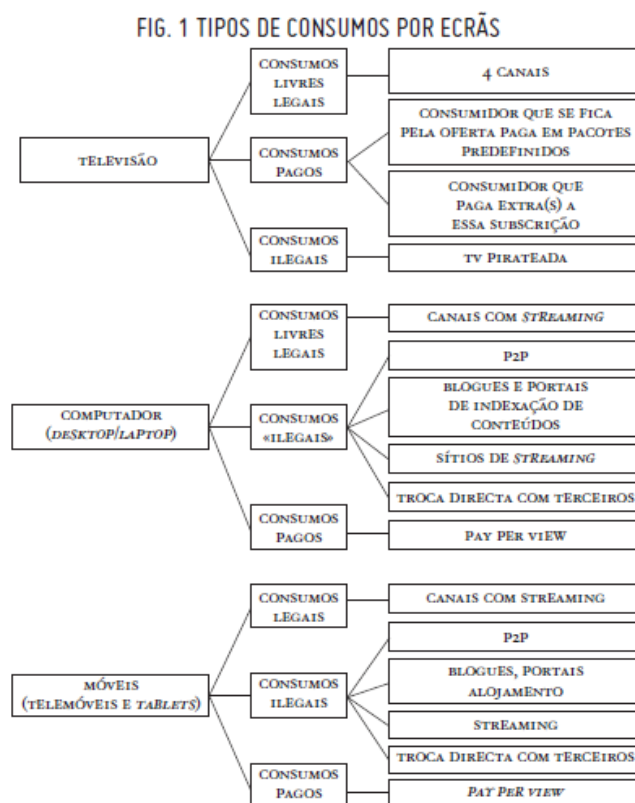 FIG. 1 TIPOS DE CONSUMOS POR ECRÃS
TELEVISÃO
CONSUMOS
LIVRES
LEGAIS
4 CANAIS
CONSUMOS
PAGOS
CONSUMIDOR QUE SE FICA
PELA OFERTA PAGA EM PACOTES
PREDEFINIDOS
CONSUMIDOR QUE
PAGA EXTRA(S) A
ESSA SUBSCRIÇÃO
CONSUMOS
ILEGAIS
TV PIRATEADA
COMPUTADOR
(DESKTOP/LAPTOP)
CONSUMOS
LIVRES
LEGAIS
CANAIS COM STREAMING
CONSUMOS
«ILEGAIS»
P2P
BLOGUES E PORTAIS
DE INDEXAÇÃO DE
CONTEÚDOS
SÍTIOS DE STREAMING
TROCA DIRECTA COM TERCEIROS
CONSUMOS
PAGOS
PAY PER VIEW
MÓVEIS
(TELEMÓVEIS E TABLETS)
CONSUMOS
LEGAIS
CANAIS COM STREAMING
CONSUMOS
ILEGAIS
P2P
BLOGUES, PORTAIS
ALOJAMENTO
STREAMING
TROCA DIRECTA COM TERCEIROS
CONSUMOS
PAGOS
PAY PER VIEW